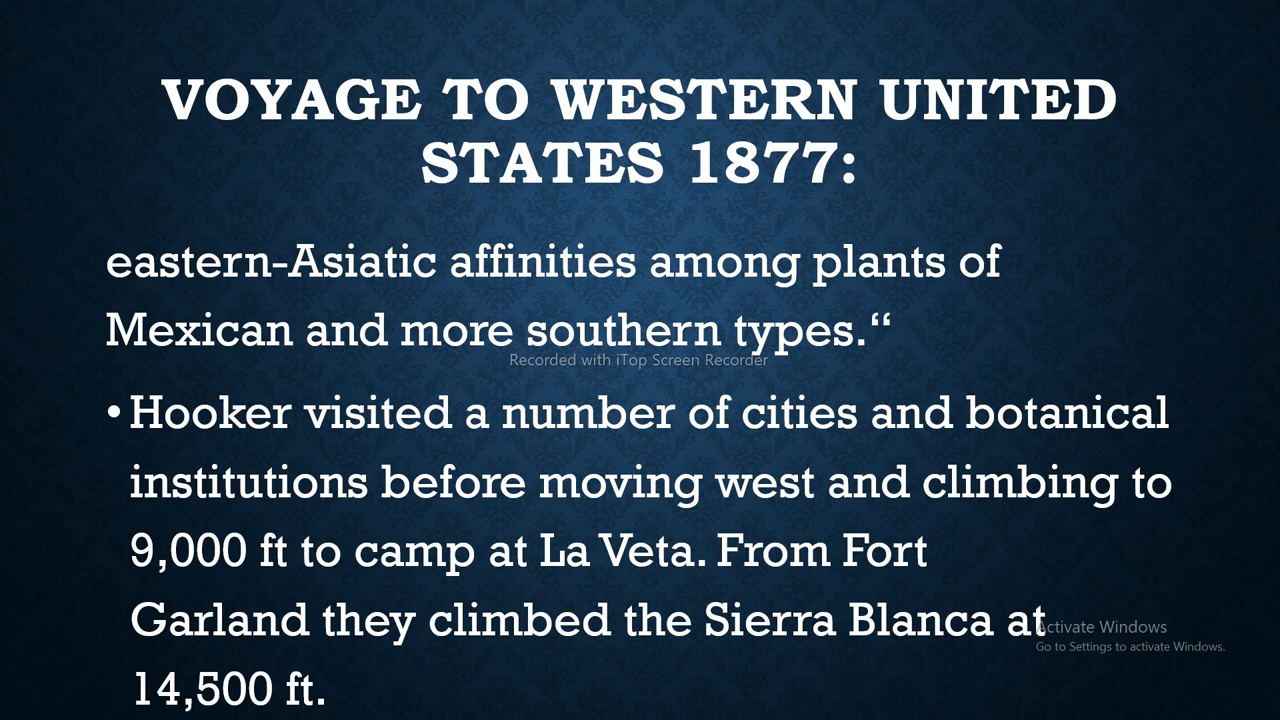 VOYAGE TO WESTERN UNITED
STATES 1877:
eastern-Asiatic affinities among plants of
Mexican and more southern types.“
Recorded with iTop Screen Recorder
• Hooker visited a number of cities and botanical
institutions before moving west and climbing to
9,000 ft to camp at La Veta. From Fort
Garland they climbed the Sierra Blanca at
14,500 ft.
Activate Windows
Go to Settings to activate Windows.